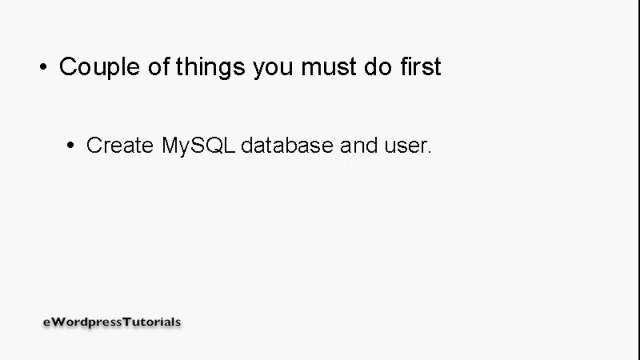 • Couple of things you must do first
• Create MySQL database and user.
eWordpressTutorials